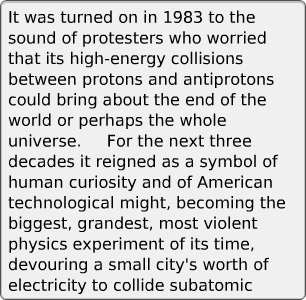 It was turned on in 1983 to the
sound of protesters who worried
that its high-energy collisions
between protons and antiprotons
could bring about the end of the
world or perhaps the whole
universe.     For the next three
decades it reigned as a symbol of
human curiosity and of American
technological might, becoming the
biggest, grandest, most violent
physics experiment of its time,
devouring a small city's worth of
electricity to collide subatomic